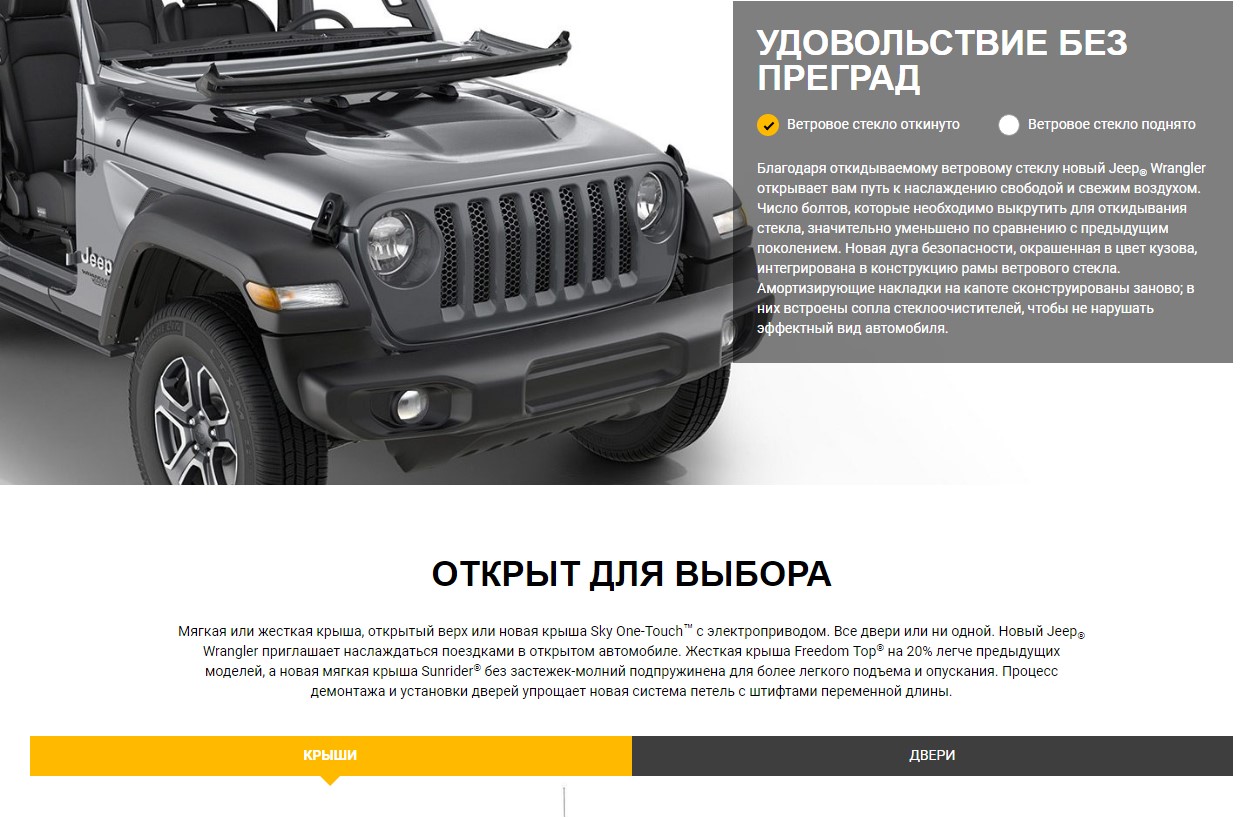 УДОВОЛЬСТВИЕ БЕЗ
ПРЕГРАД
Ветровое стекло откинуто
Ветровое стекло поднято
Благодаря откидываемому ветровому стеклу новый Jeep® Wrangler
открывает вам путь к наслаждению свободой и свежим воздухом.
Число болтов, которые необходимо выкрутить для откидывания
стекла, значительно уменьшено по сравнению с предыдущим
поколением. Новая дуга безопасности, окрашенная в цвет кузова,
интегрирована в конструкцию рамы ветрового стекла.
Амортизирующие накладки на капоте сконструированы заново; в
них встроены сопла стеклоочистителей, чтобы не нарушать
эффектный вид автомобиля.
Jeep
ОТКРЫТ ДЛЯ ВЫБОРА
Мягкая или жесткая крыша, открытый верх или новая крыша Sky One-Touch™ с электроприводом. Все двери или ни одной. Новый Jeep®
Wrangler приглашает наслаждаться поездками в открытом автомобиле. Жесткая крыша Freedom Top® на 20% легче предыдущих
моделей, а новая мягкая крыша Sunrider® без застежек-молний подпружинена для более легкого подъема и опускания. Процесс
демонтажа и установки дверей упрощает новая система петель с штифтами переменной длины.
КРЫШИ
ДВЕРИ